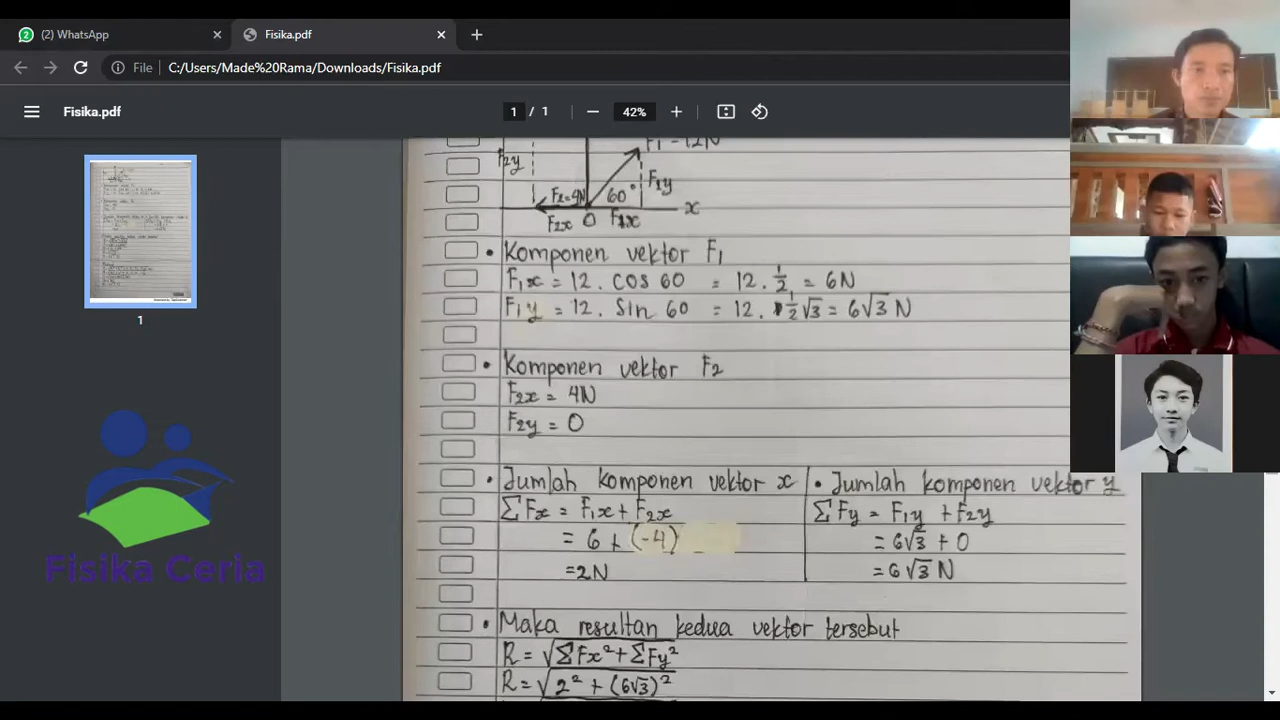 (2) WhatsApp
Fisika.pdf
File C:/Users/Made%20Rama/Downloads/Fisika.pdf
Fisika.pdf
1 / 1
42%
F2y
F1 = 12N
F2=4N
60°
F1y
F2x
0
F1x
x
• Komponen vektor F1
F1x = 12 . cos 60 = 12 . 1/2 = 6N
F1y = 12 . Sin 60 = 12 . 1/2 √3 = 6√3 N
1
• Komponen vektor F2
F2x = 4N
F2y = 0
• Jumlah komponen vektor x
ΣFx = F1x + F2x
= 6 + (-4)
= 2N
• Jumlah komponen vektor y
ΣFy = F1y + F2y
= 6√3 + 0
= 6√3 N
Fisika Ceria
• Maka resultan kedua vektor tersebut
R = √ΣFx² + ΣFy²
R = √2² + (6√3)²